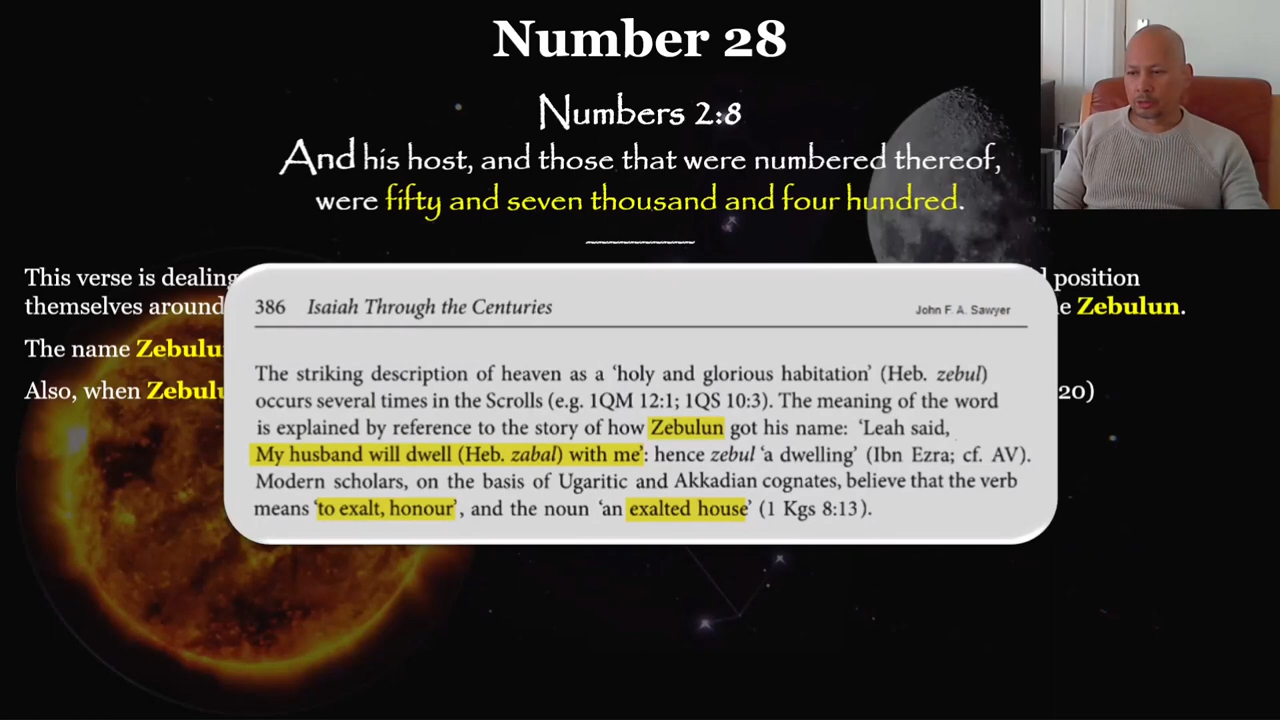 Number 28
Numbers 2:8
And his host, and those that were numbered thereof,
were fifty and seven thousand and four hundred.
This verse is dealing position
themselves around Zebulun.
The name
Also, when 20)
386 Isaiah Through the Centuries John F. A. Sawyer
The striking description of heaven as a ‘holy and glorious habitation’ (Heb. zebul)
occurs several times in the Scrolls (e.g. 1QM 12:1; 1QS 10:3). The meaning of the word
is explained by reference to the story of how Zebulun got his name: ‘Leah said,
My husband will dwell (Heb. zabal) with me’: hence zebul ‘a dwelling’ (Ibn Ezra; cf. AV).
Modern scholars, on the basis of Ugaritic and Akkadian cognates, believe that the verb
means ‘to exalt, honour’, and the noun ‘an exalted house’ (1 Kgs 8:13).